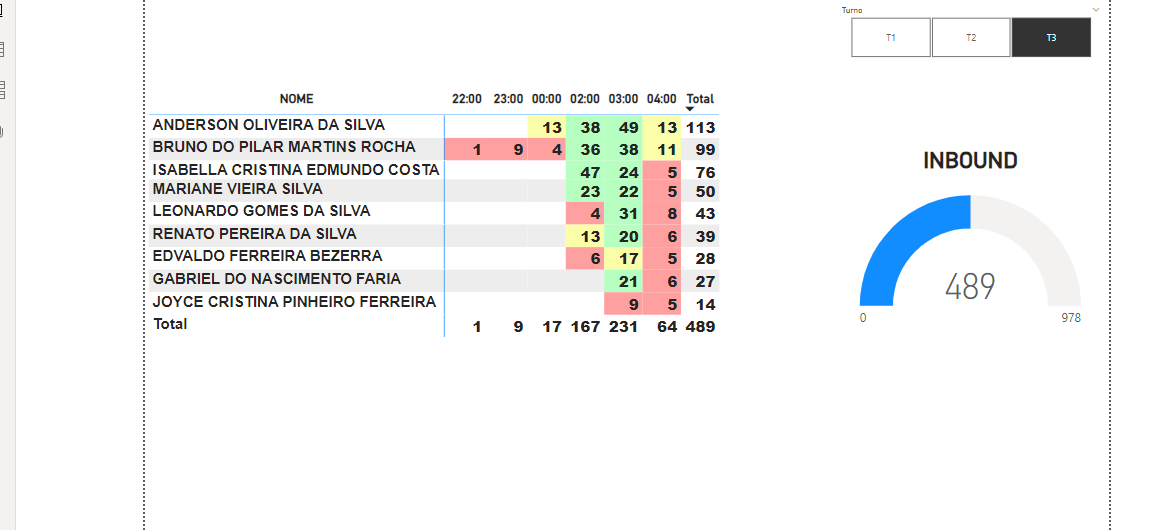 Turno
T1 T2 T3
NOME 22:00 23:00 00:00 02:00 03:00 04:00 Total
ANDERSON OLIVEIRA DA SILVA 13 38 49 13 113
BRUNO DO PILAR MARTINS ROCHA 1 9 4 36 38 11 99
ISABELLA CRISTINA EDMUNDO COSTA 47 24 5 76
MARIANE VIEIRA SILVA 23 22 5 50
LEONARDO GOMES DA SILVA 4 31 8 43
RENATO PEREIRA DA SILVA 13 20 6 39
EDVALDO FERREIRA BEZERRA 6 17 5 28
GABRIEL DO NASCIMENTO FARIA 21 6 27
JOYCE CRISTINA PINHEIRO FERREIRA 9 5 14
Total 1 9 17 167 231 64 489
INBOUND
489
0 978